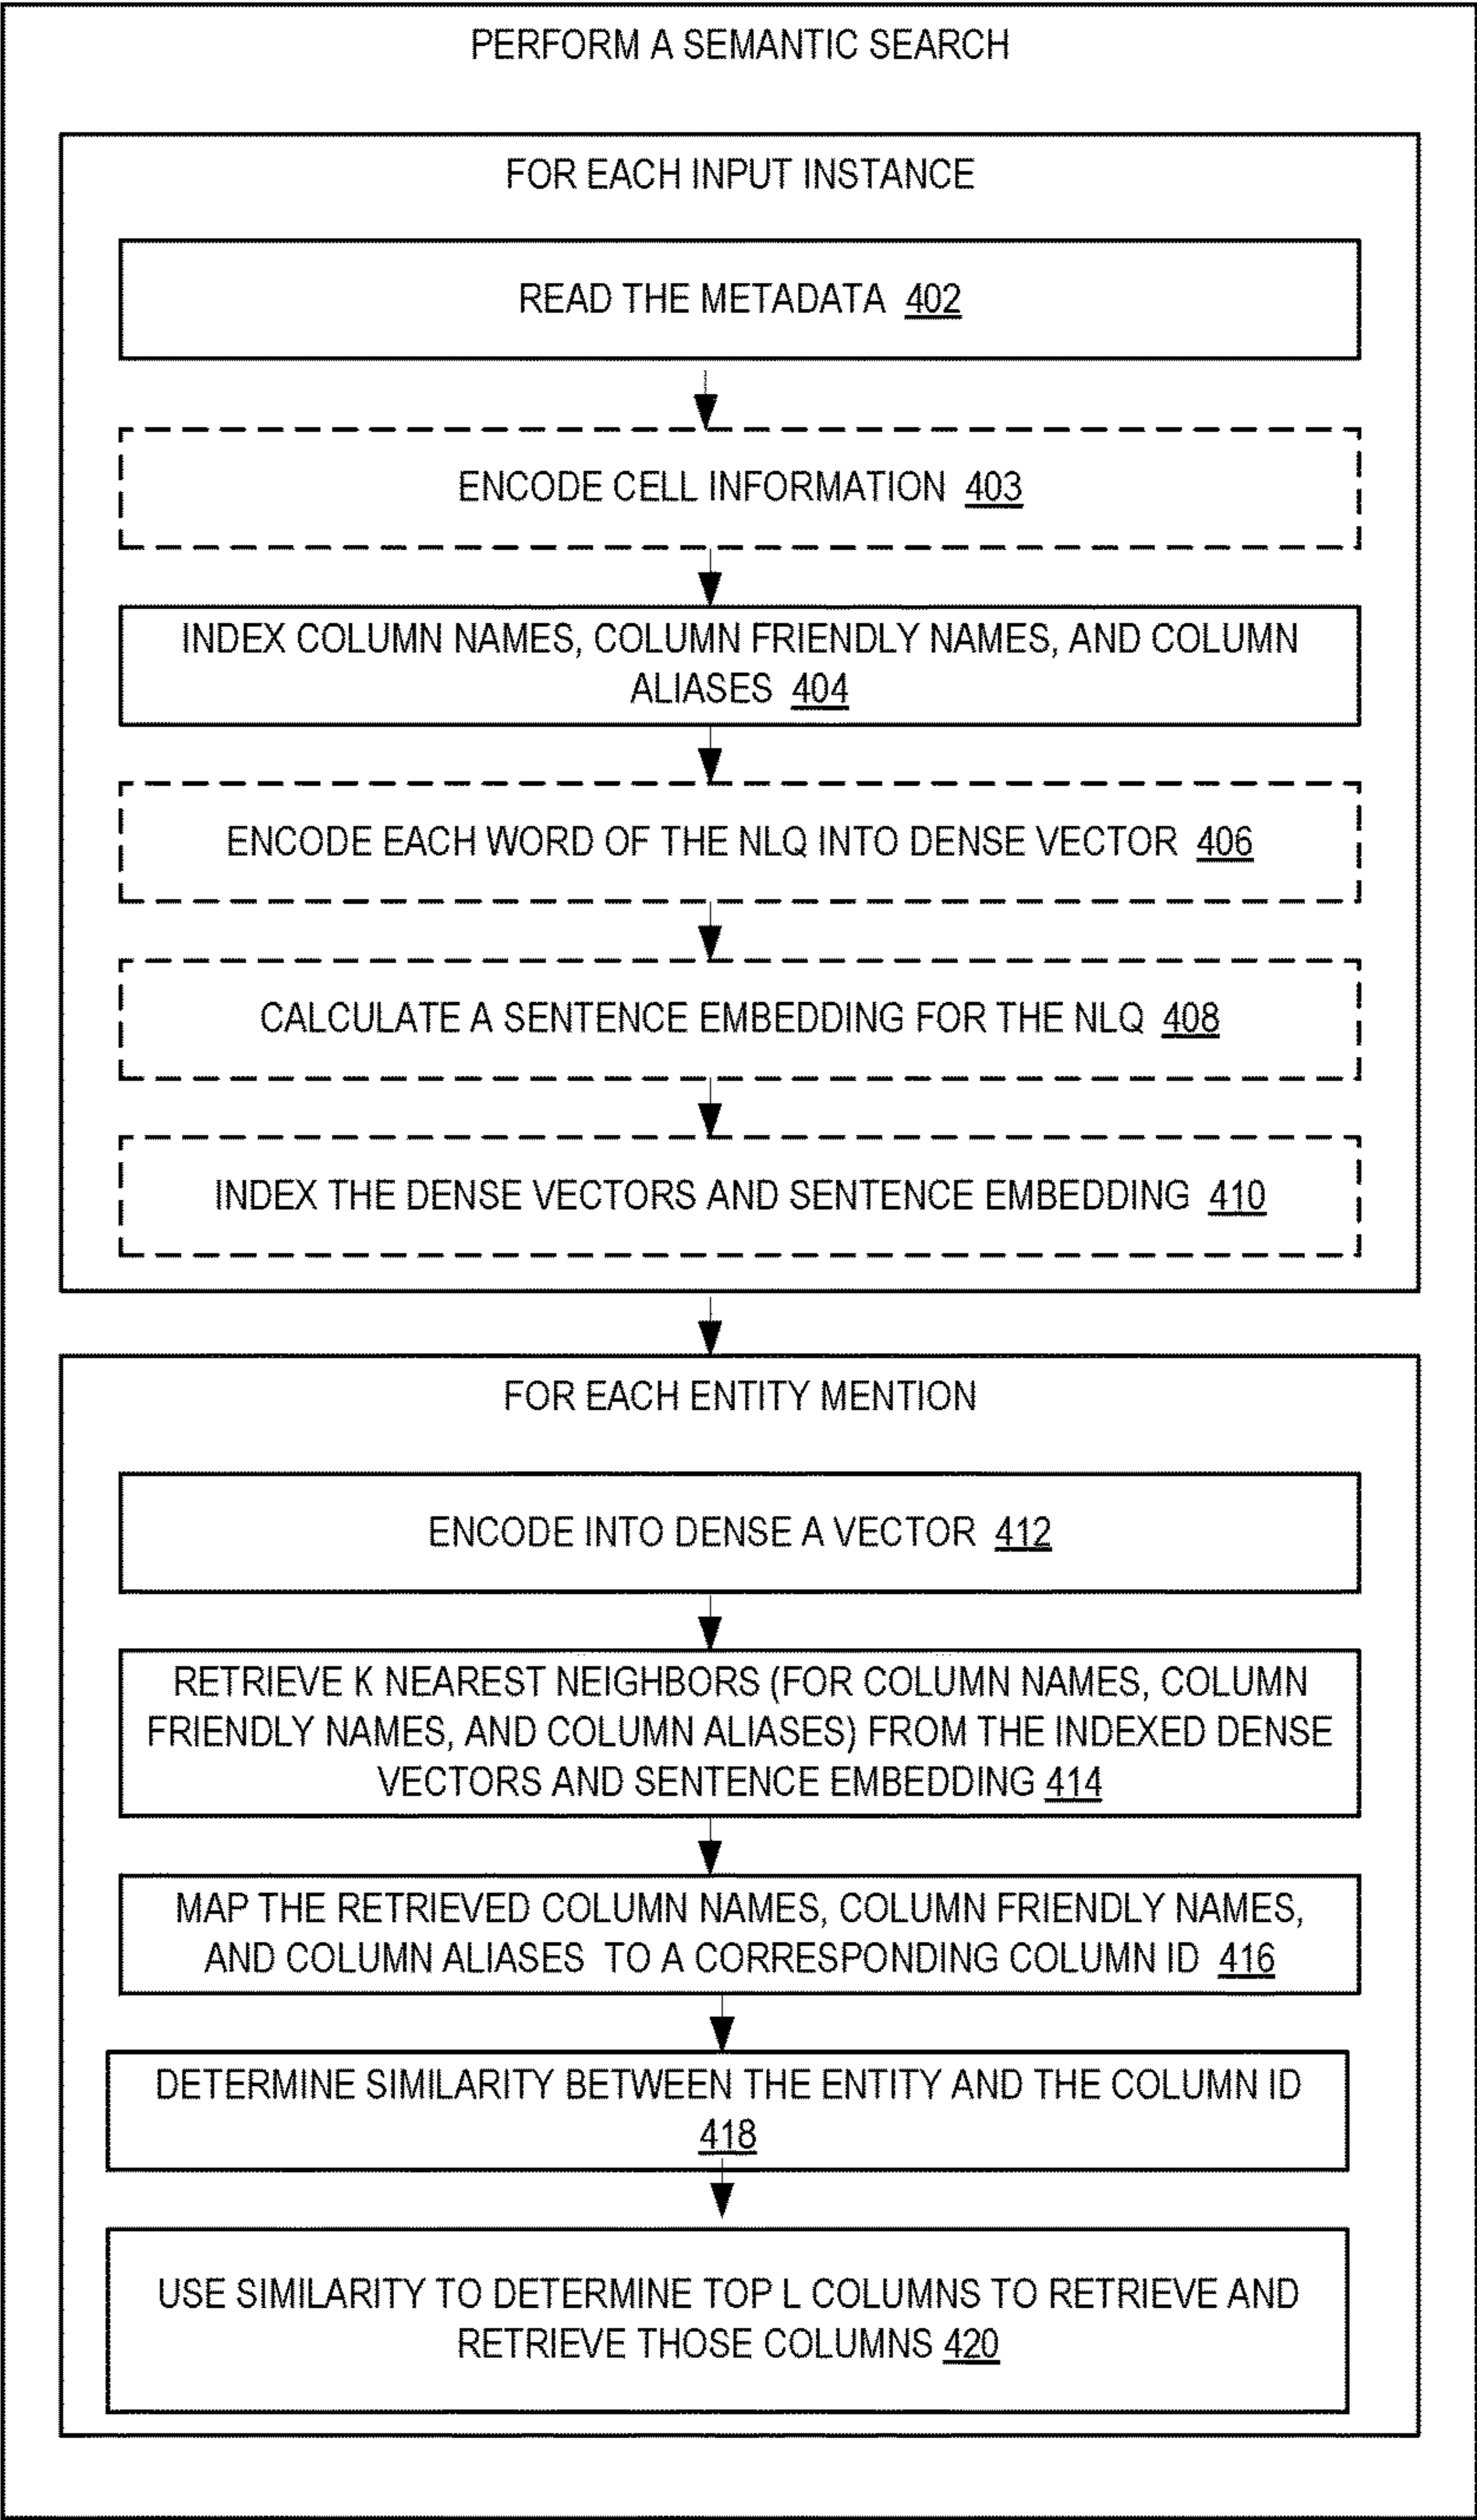 PERFORM A SEMANTIC SEARCH
FOR EACH INPUT INSTANCE
READ THE METADATA 402
ENCODE CELL INFORMATION 403
INDEX COLUMN NAMES, COLUMN FRIENDLY NAMES, AND COLUMN
ALIASES 404
ENCODE EACH WORD OF THE NLQ INTO DENSE VECTOR 406
CALCULATE A SENTENCE EMBEDDING FOR THE NLQ 408
INDEX THE DENSE VECTORS AND SENTENCE EMBEDDING 410
FOR EACH ENTITY MENTION
ENCODE INTO DENSE A VECTOR 412
RETRIEVE K NEAREST NEIGHBORS (FOR COLUMN NAMES, COLUMN
FRIENDLY NAMES, AND COLUMN ALIASES) FROM THE INDEXED DENSE
VECTORS AND SENTENCE EMBEDDING 414
MAP THE RETRIEVED COLUMN NAMES, COLUMN FRIENDLY NAMES,
AND COLUMN ALIASES TO A CORRESPONDING COLUMN ID 416
DETERMINE SIMILARITY BETWEEN THE ENTITY AND THE COLUMN ID
418
USE SIMILARITY TO DETERMINE TOP L COLUMNS TO RETRIEVE AND
RETRIEVE THOSE COLUMNS 420